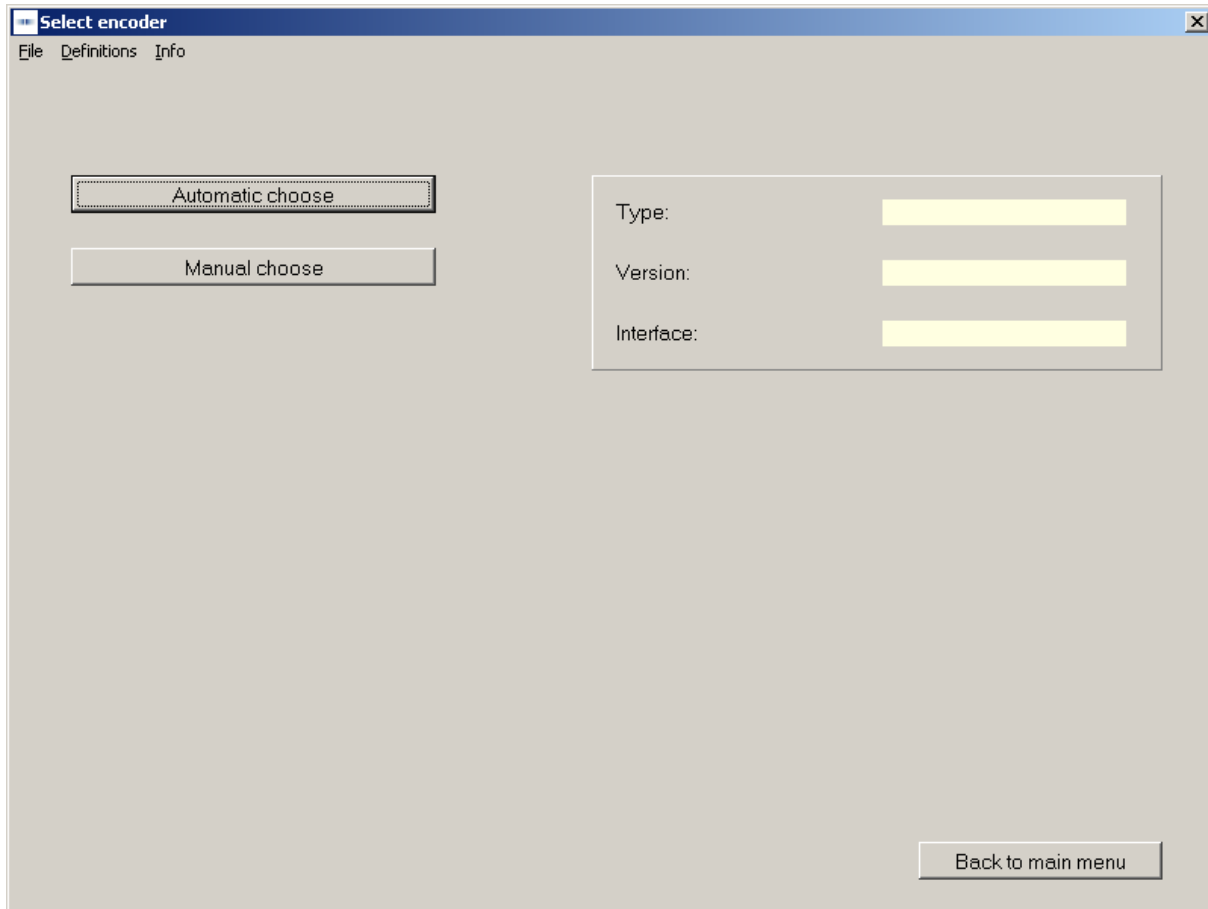 Select encoder
File Definitions Info
Automatic choose
Manual choose
Type:
Version:
Interface:
Back to main menu